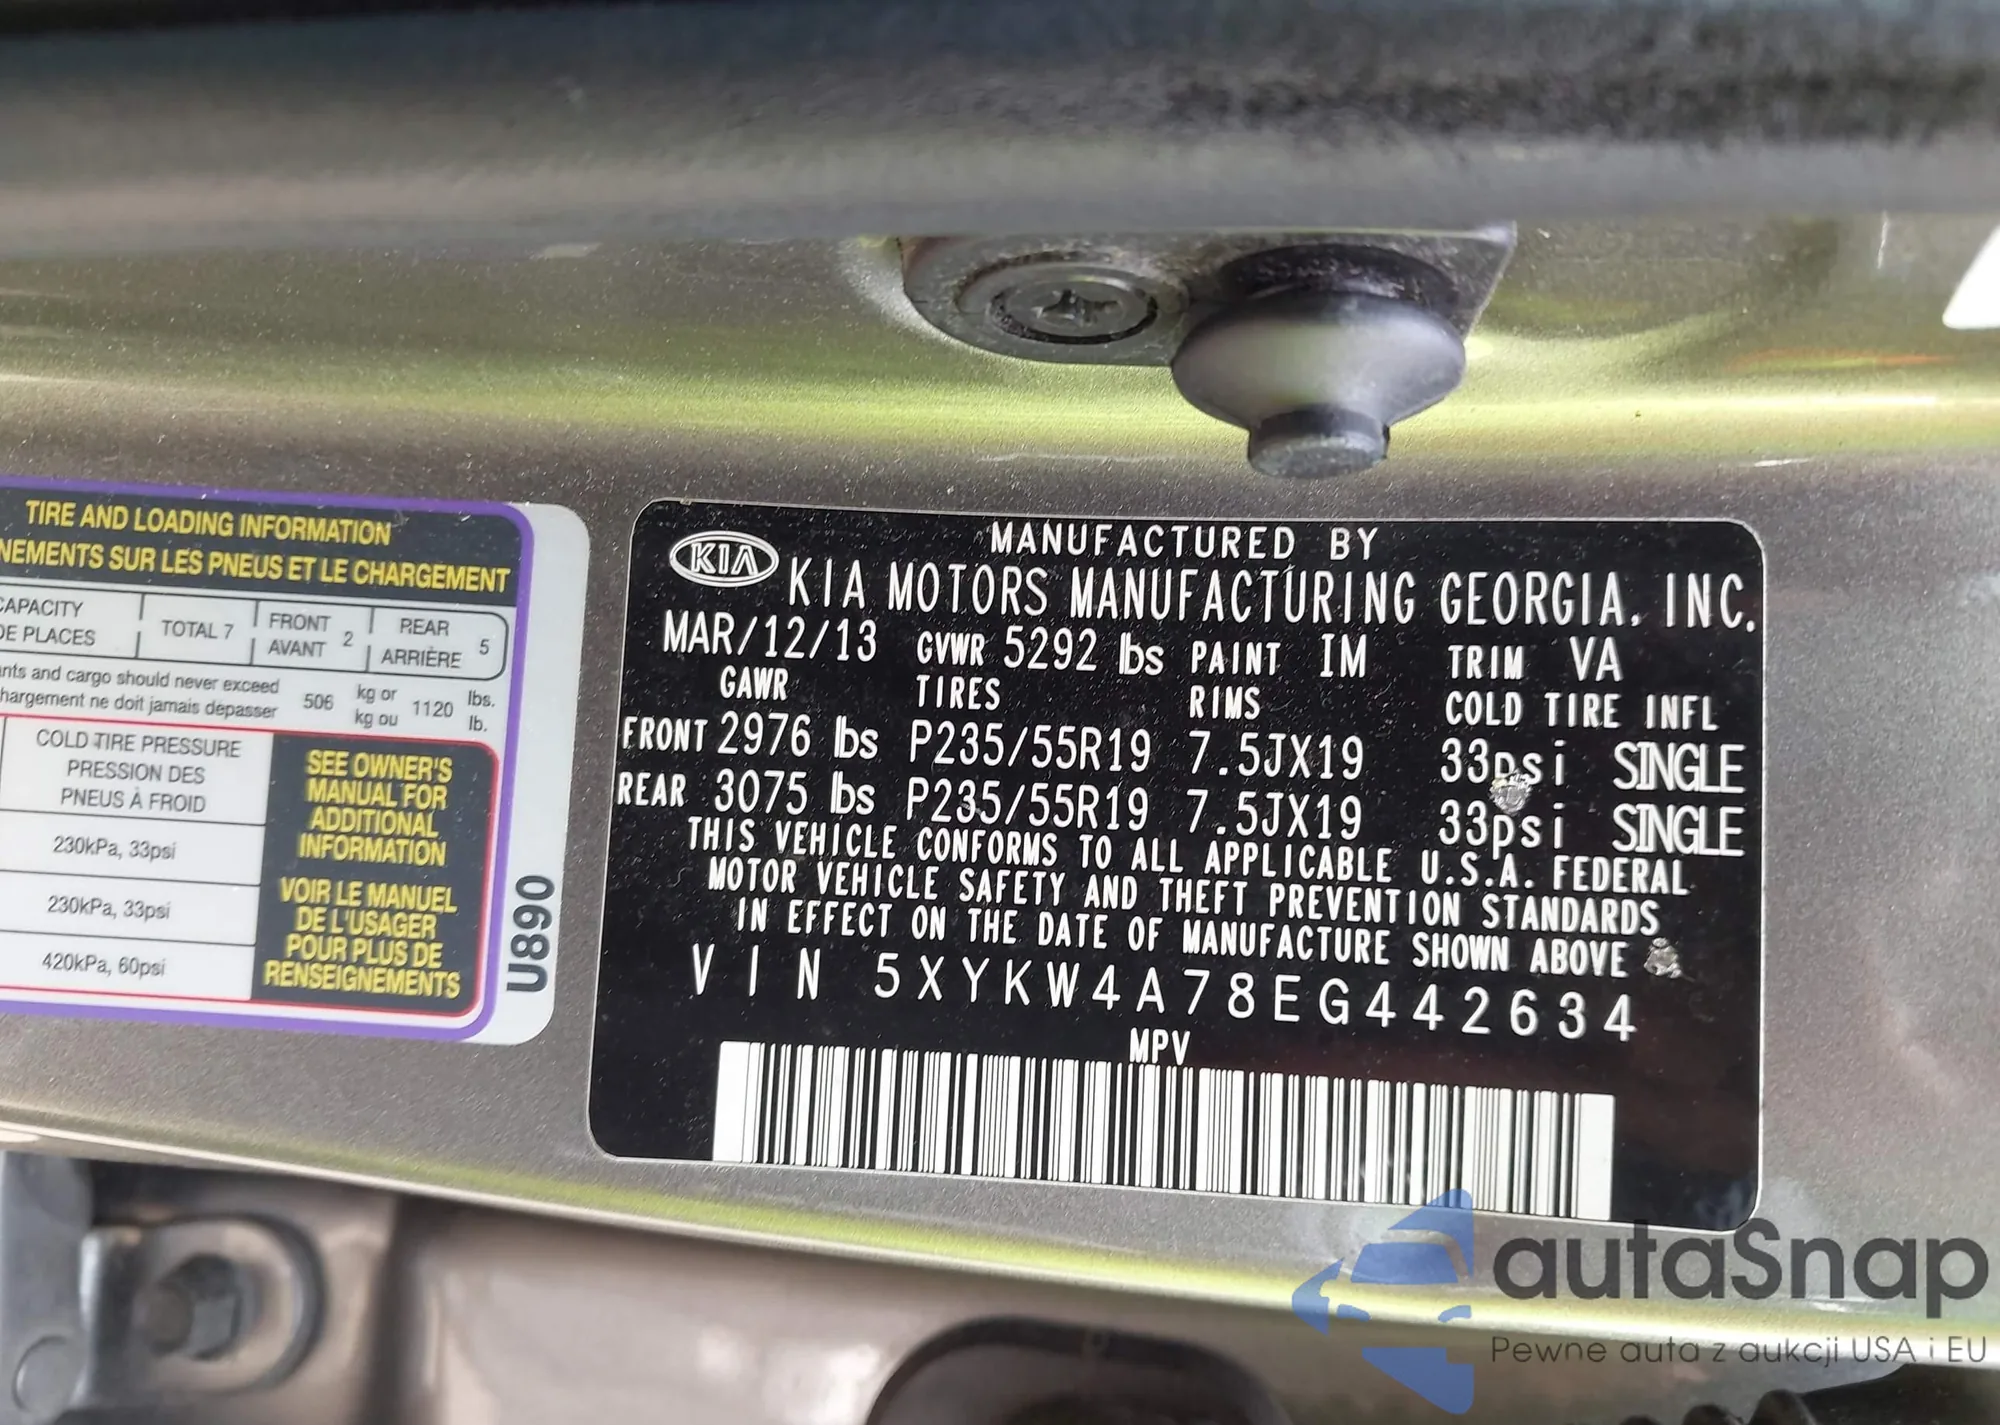 TIRE AND LOADING INFORMATION
NEMENTS SUR LES PNEUS ET LE CHARGEMENT
CAPACITY
DE PLACES
TOTAL 7
FRONT
AVANT 2
REAR
ARRIÈRE 5
nts and cargo should never exceed
hargement ne doit jamais dépasser
506
kg or
kg ou
1120
lbs.
lb.
COLD TIRE PRESSURE
PRESSION DES
PNEUS À FROID
230kPa, 33psi
230kPa, 33psi
420kPa, 60psi
SEE OWNER'S
MANUAL FOR
ADDITIONAL
INFORMATION
VOIR LE MANUEL
DE L'USAGER
POUR PLUS DE
RENSEIGNEMENTS
U890
KIA
MANUFACTURED BY
KIA MOTORS MANUFACTURING GEORGIA, INC.
MAR/12/13 GVWR 5292 lbs PAINT IM TRIM VA
GAWR TIRES RIMS COLD TIRE INFL
FRONT 2976 lbs P235/55R19 7.5JX19 33psi SINGLE
REAR 3075 lbs P235/55R19 7.5JX19 33psi SINGLE
THIS VEHICLE CONFORMS TO ALL APPLICABLE U.S.A. FEDERAL
MOTOR VEHICLE SAFETY AND THEFT PREVENTION STANDARDS
IN EFFECT ON THE DATE OF MANUFACTURE SHOWN ABOVE
VIN 5XYKW4A78EG442634
MPV
autaSnap
Pewne auta z aukcji USA i EU